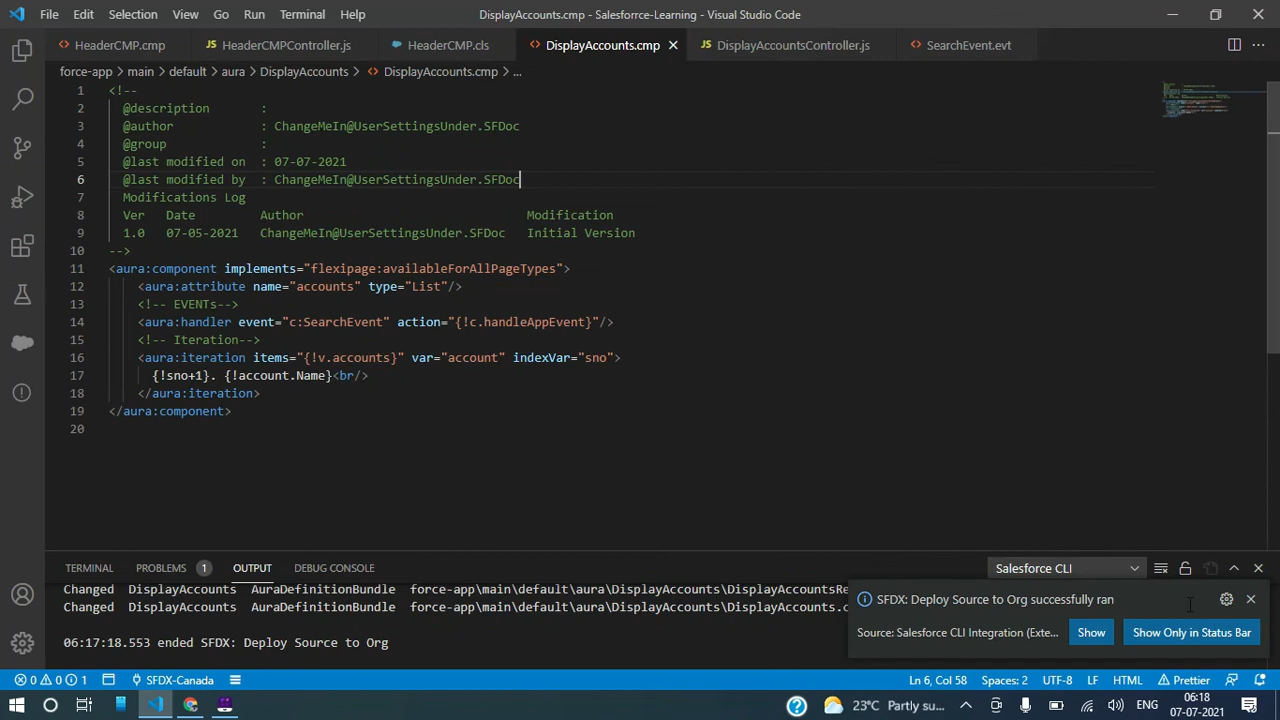 File Edit Selection View Go Run Terminal Help
DisplayAccounts.cmp - Salesforrce-Learning - Visual Studio Code
HeaderCMP.cmp
HeaderCMPController.js
HeaderCMP.cls
DisplayAccounts.cmp
DisplayAccountsController.js
SearchEvent.evt
force-app > main > default > aura > DisplayAccounts > DisplayAccounts.cmp > ...
1 <!--
2 @description :
3 @author : ChangeMeIn@UserSettingsUnder.SFDoc
4 @group :
5 @last modified on : 07-07-2021
6 @last modified by : ChangeMeIn@UserSettingsUnder.SFDoc
7 Modifications Log
8 Ver Date Author Modification
9 1.0 07-05-2021 ChangeMeIn@UserSettingsUnder.SFDoc Initial Version
10 -->
11 <aura:component implements="flexipage:availableForAllPageTypes">
12 <aura:attribute name="accounts" type="List"/>
13 <!-- EVENTs-->
14 <aura:handler event="c:SearchEvent" action="{!c.handleAppEvent}"/>
15 <!-- Iteration-->
16 <aura:iteration items="{!v.accounts}" var="account" indexVar="sno">
17 {!sno+1}. {!account.Name}<br/>
18 </aura:iteration>
19 </aura:component>
20
TERMINAL PROBLEMS 1 OUTPUT DEBUG CONSOLE
Salesforce CLI
Changed DisplayAccounts AuraDefinitionBundle force-app\main\default\aura\DisplayAccounts\DisplayAccountsRe
Changed DisplayAccounts AuraDefinitionBundle force-app\main\default\aura\DisplayAccounts\DisplayAccounts.c
06:17:18.553 ended SFDX: Deploy Source to Org
SFDX: Deploy Source to Org successfully ran
Source: Salesforce CLI Integration (Exte...
Show
Show Only in Status Bar
0 0 1 SFDX-Canada
Ln 6, Col 58 Spaces: 2 UTF-8 LF HTML Prettier
23°C Partly su...
ENG
06:18
07-07-2021